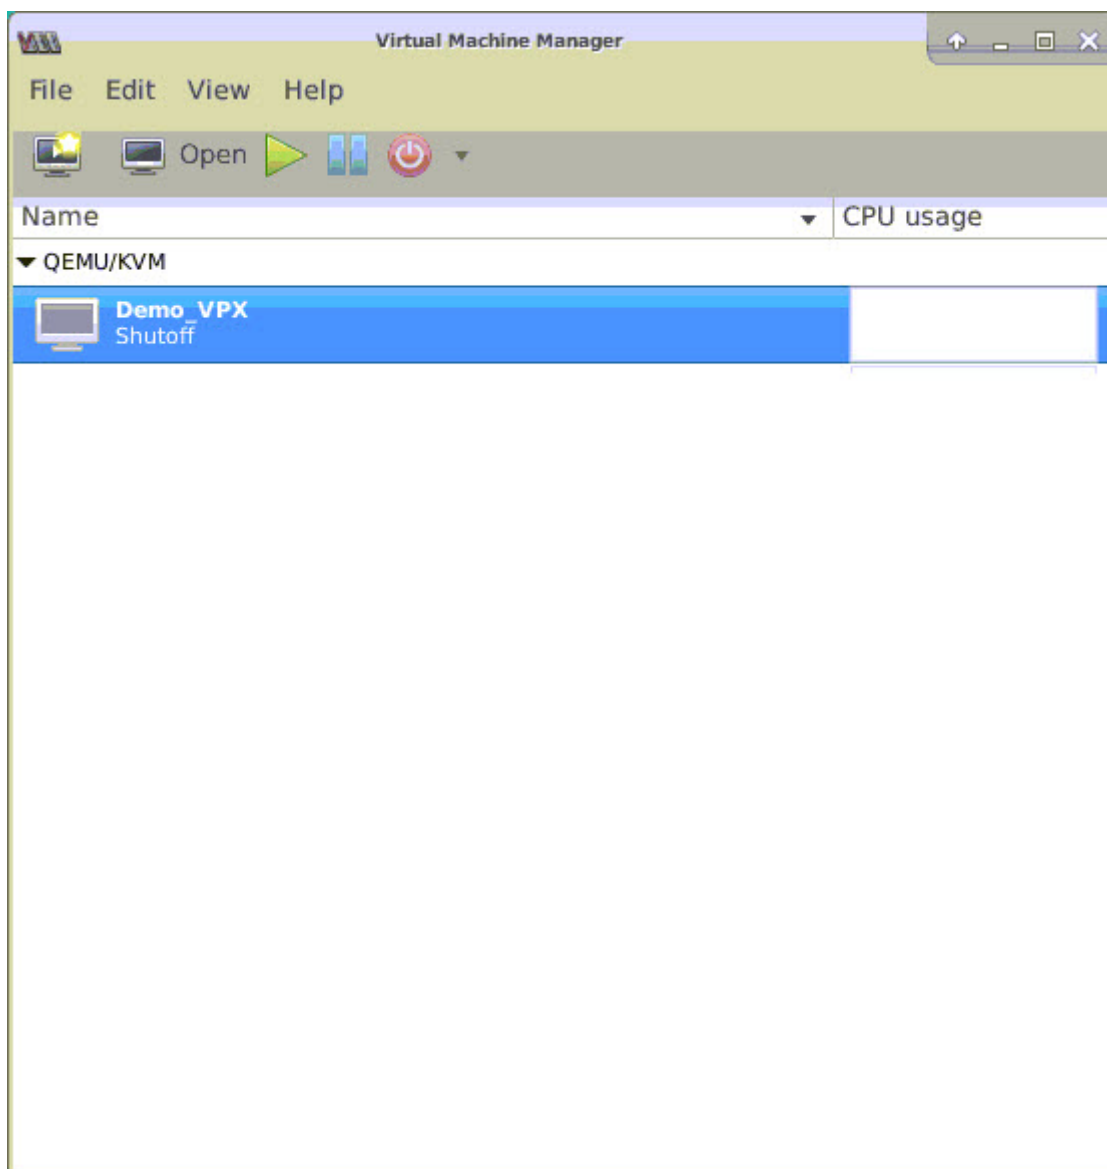 Virtual Machine Manager
File Edit View Help
Open
Name CPU usage
QEMU/KVM
Demo_VPX
Shutoff